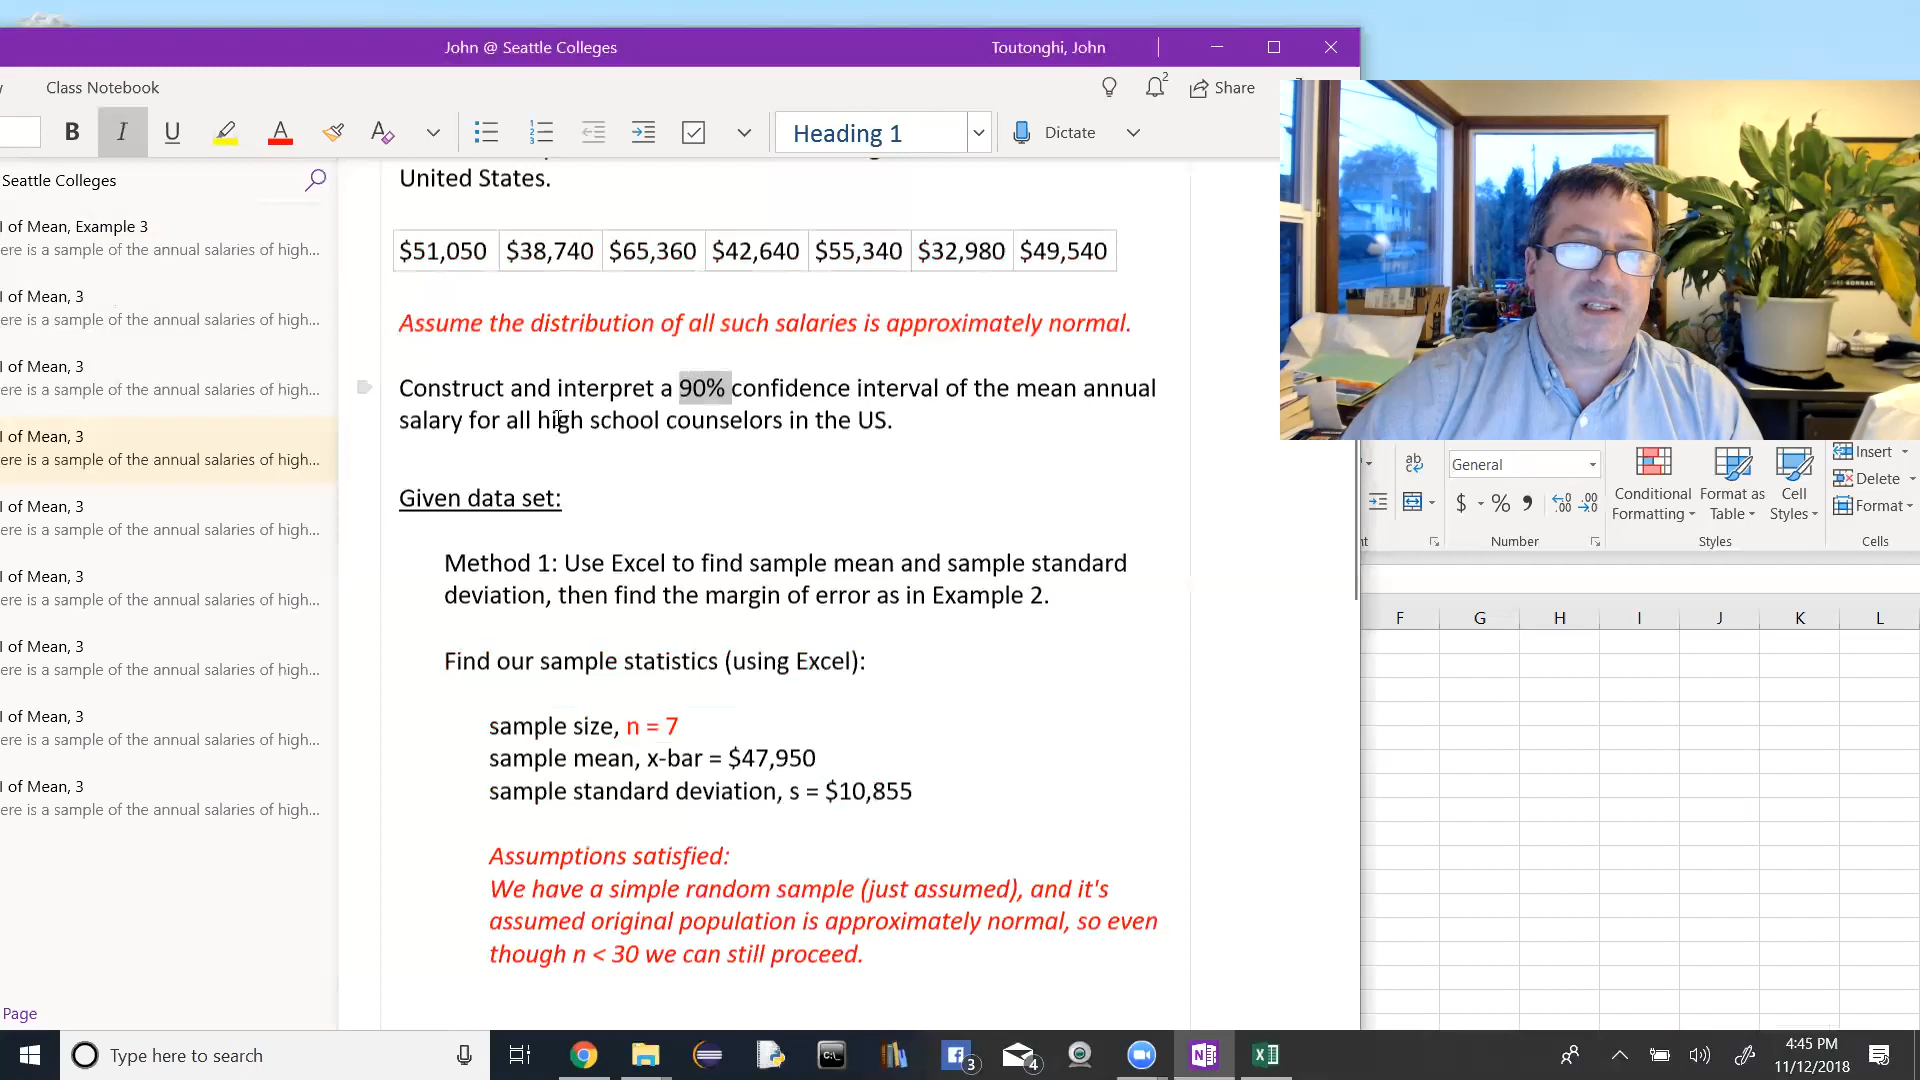 John @ Seattle Colleges
Toutonghi, John
Class Notebook
2
Share
B I U
Heading 1
Dictate
Seattle Colleges
I of Mean, Example 3
ere is a sample of the annual salaries of high...
I of Mean, 3
ere is a sample of the annual salaries of high...
I of Mean, 3
ere is a sample of the annual salaries of high...
I of Mean, 3
ere is a sample of the annual salaries of high...
I of Mean, 3
ere is a sample of the annual salaries of high...
I of Mean, 3
ere is a sample of the annual salaries of high...
I of Mean, 3
ere is a sample of the annual salaries of high...
I of Mean, 3
ere is a sample of the annual salaries of high...
I of Mean, 3
ere is a sample of the annual salaries of high...
Page
United States.
$51,050 $38,740 $65,360 $42,640 $55,340 $32,980 $49,540
Assume the distribution of all such salaries is approximately normal.
Construct and interpret a 90% confidence interval of the mean annual
salary for all high school counselors in the US.
Given data set:
Method 1: Use Excel to find sample mean and sample standard
deviation, then find the margin of error as in Example 2.
Find our sample statistics (using Excel):
sample size, n = 7
sample mean, x-bar = $47,950
sample standard deviation, s = $10,855
Assumptions satisfied:
We have a simple random sample (just assumed), and it's
assumed original population is approximately normal, so even
though n < 30 we can still proceed.
General
$ % ,
Conditional
Formatting
Format as
Table
Cell
Styles
Insert
Delete
Format
Number
Styles
Cells
F G H I J K L
Type here to search
3
4
4:45 PM
11/12/2018